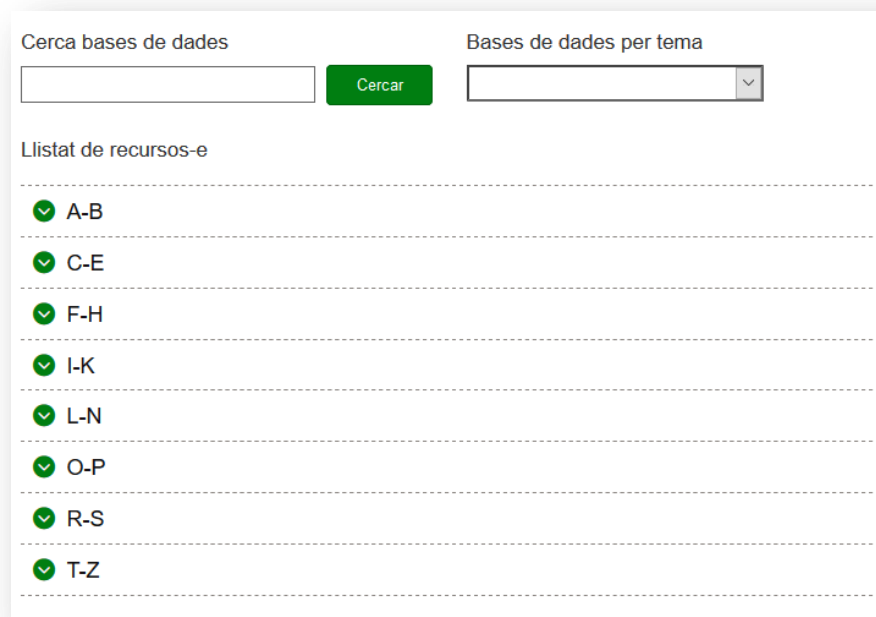 Cerca bases de dades
Bases de dades per tema
Cercar
Llistat de recursos-e
A-B
C-E
F-H
I-K
L-N
O-P
R-S
T-Z